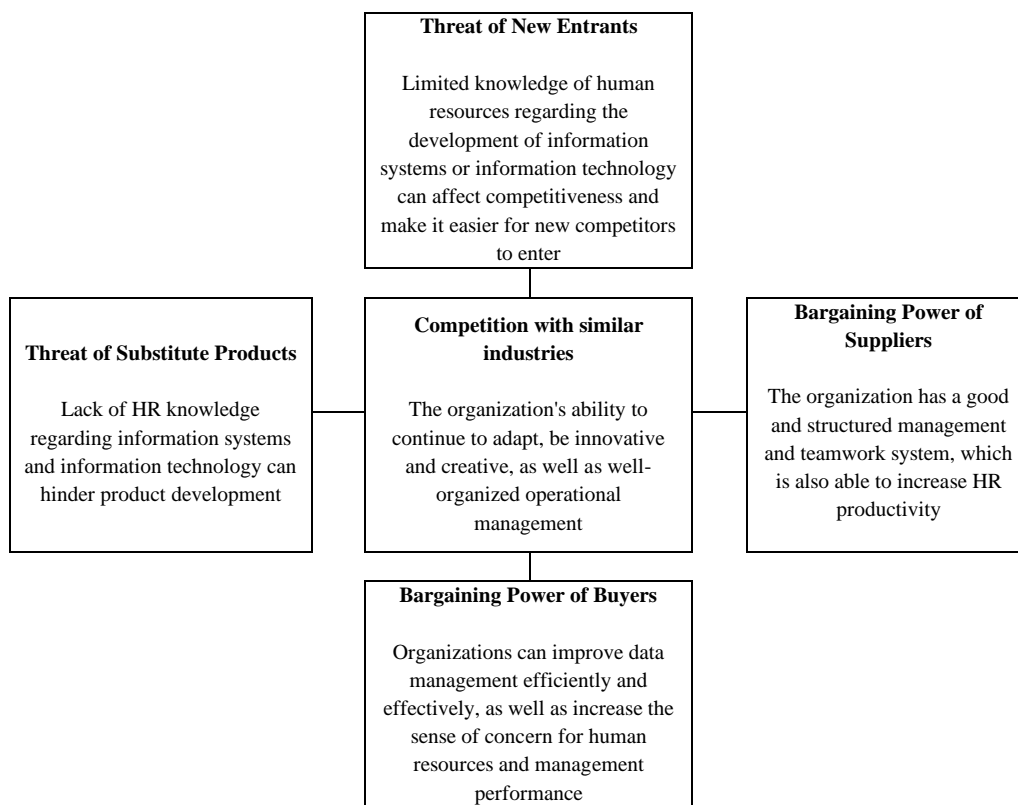 Threat of New Entrants
Limited knowledge of human
resources regarding the
development of information
systems or information technology
can affect competitiveness and
make it easier for new competitors
to enter
Threat of Substitute Products
Lack of HR knowledge
regarding information systems
and information technology can
hinder product development
Competition with similar
industries
The organization's ability to
continue to adapt, be innovative
and creative, as well as well-
organized operational
management
Bargaining Power of
Suppliers
The organization has a good
and structured management
and teamwork system, which
is also able to increase HR
productivity
Bargaining Power of Buyers
Organizations can improve data
management efficiently and
effectively, as well as increase the
sense of concern for human
resources and management
performance